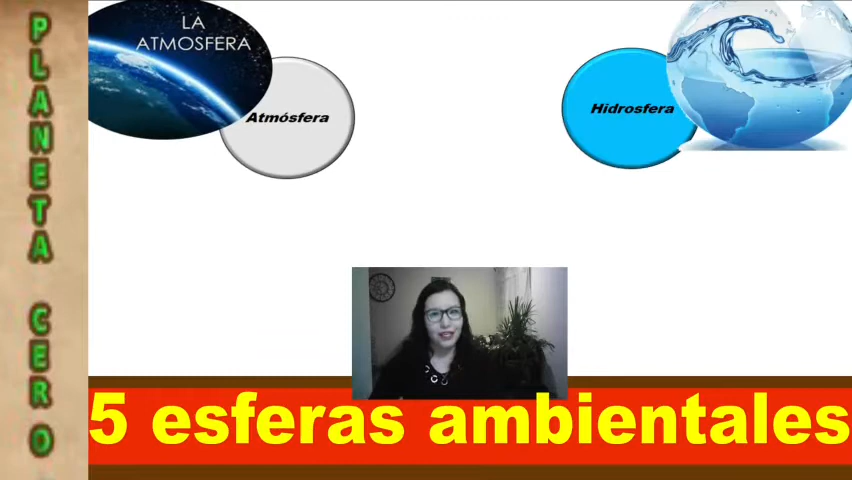 PLANETA CERO
LA
ATMOSFERA
Atmósfera
Hidrosfera
5 esferas ambientales